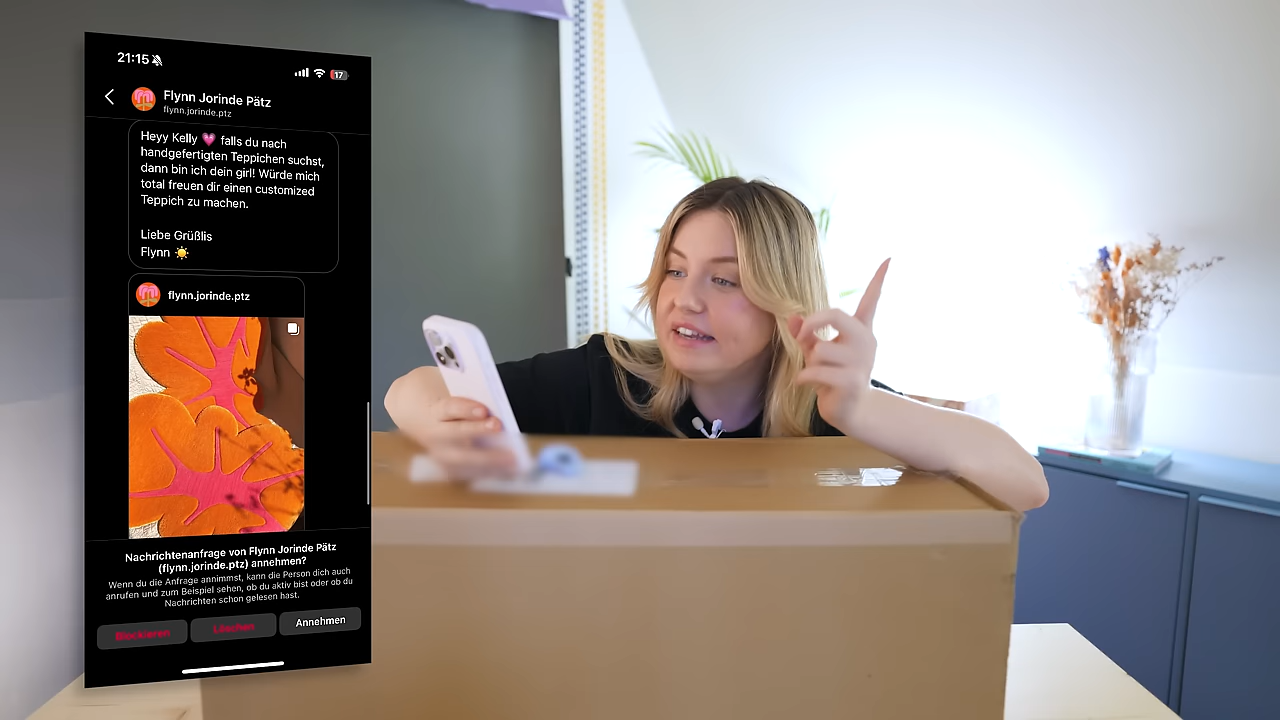 21:15
17
Flynn Jorinde Pätz
flynn.jorinde.ptz
Heyy Kelly 💗 falls du nach
handgefertigten Teppichen suchst,
dann bin ich dein girl! Würde mich
total freuen dir einen customized
Teppich zu machen.
Liebe Grüßlis
Flynn ☀️
flynn.jorinde.ptz
Nachrichtenanfrage von Flynn Jorinde Pätz
(flynn.jorinde.ptz) annehmen?
Wenn du die Anfrage annimmst, kann die Person dich auch
anrufen und zum Beispiel sehen, ob du aktiv bist oder ob du
Nachrichten schon gelesen hast.
Blockieren
Löschen
Annehmen